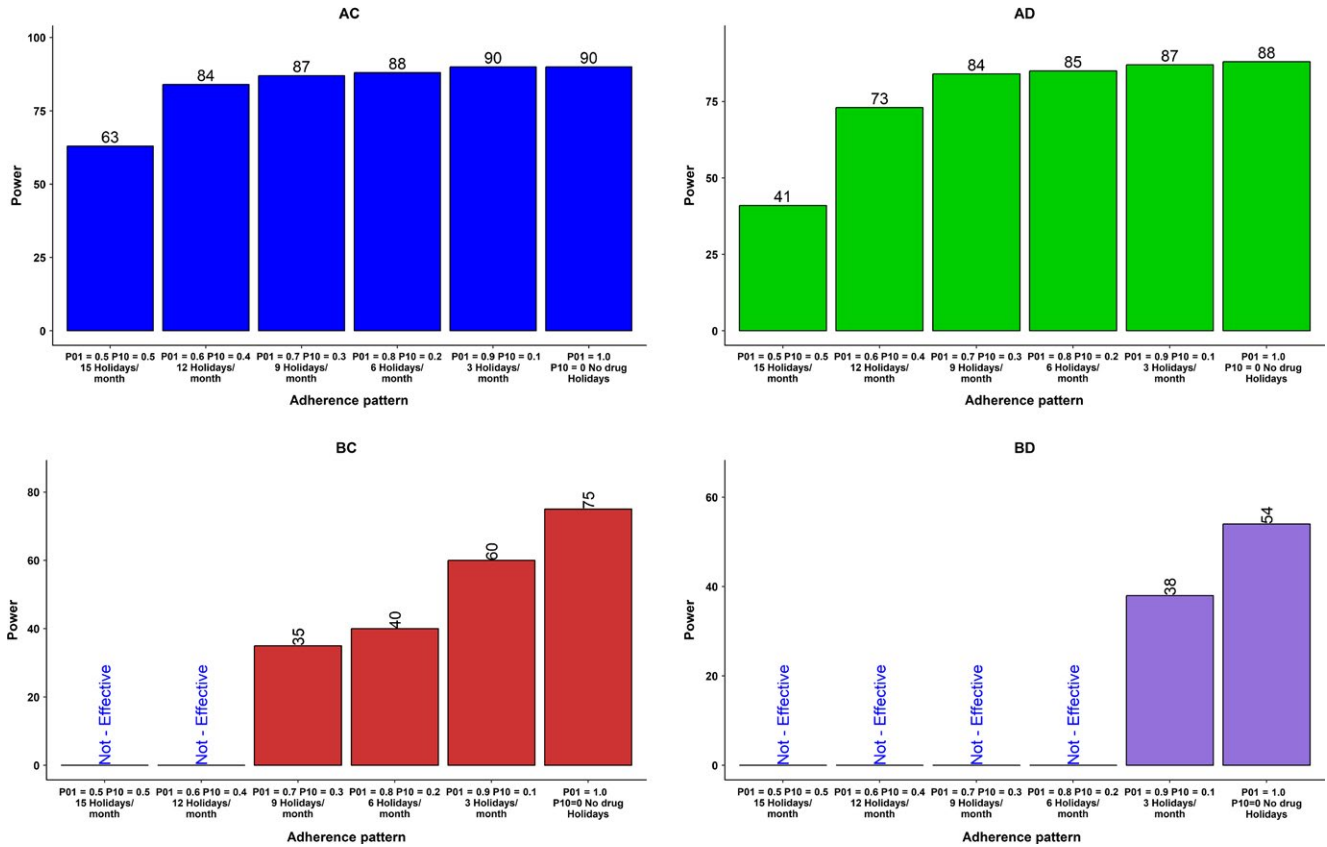 AC
100
75
50
25
0
Power
63
84
87
88
90
90
P01 = 0.5 P10 = 0.5
15 Holidays/
month
P01 = 0.6 P10 = 0.4
12 Holidays/
month
P01 = 0.7 P10 = 0.3
9 Holidays/
month
P01 = 0.8 P10 = 0.2
6 Holidays/
month
P01 = 0.9 P10 = 0.1
3 Holidays/
month
P01 = 1.0
P10 = 0 No drug
Holidays
Adherence pattern
AD
75
50
25
0
Power
41
73
84
85
87
88
P01 = 0.5 P10 = 0.5
15 Holidays/
month
P01 = 0.6 P10 = 0.4
12 Holidays/
month
P01 = 0.7 P10 = 0.3
9 Holidays/
month
P01 = 0.8 P10 = 0.2
6 Holidays/
month
P01 = 0.9 P10 = 0.1
3 Holidays/
month
P01 = 1.0
P10 = 0 No drug
Holidays
Adherence pattern
BC
80
60
40
20
0
Power
Not - Effective
Not - Effective
35
40
60
75
P01 = 0.5 P10 = 0.5
15 Holidays/
month
P01 = 0.6 P10 = 0.4
12 Holidays/
month
P01 = 0.7 P10 = 0.3
9 Holidays/
month
P01 = 0.8 P10 = 0.2
6 Holidays/
month
P01 = 0.9 P10 = 0.1
3 Holidays/
month
P01 = 1.0
P10=0 No drug
Holidays
Adherence pattern
BD
60
40
20
0
Power
Not - Effective
Not - Effective
Not - Effective
Not - Effective
38
54
P01 = 0.5 P10 = 0.5
15 Holidays/
month
P01 = 0.6 P10 = 0.4
12 Holidays/
month
P01 = 0.7 P10 = 0.3
9 Holidays/
month
P01 = 0.8 P10 = 0.2
6 Holidays/
month
P01 = 0.9 P10 = 0.1
3 Holidays/
month
P01 = 1.0
P10=0 No drug
Holidays
Adherence pattern